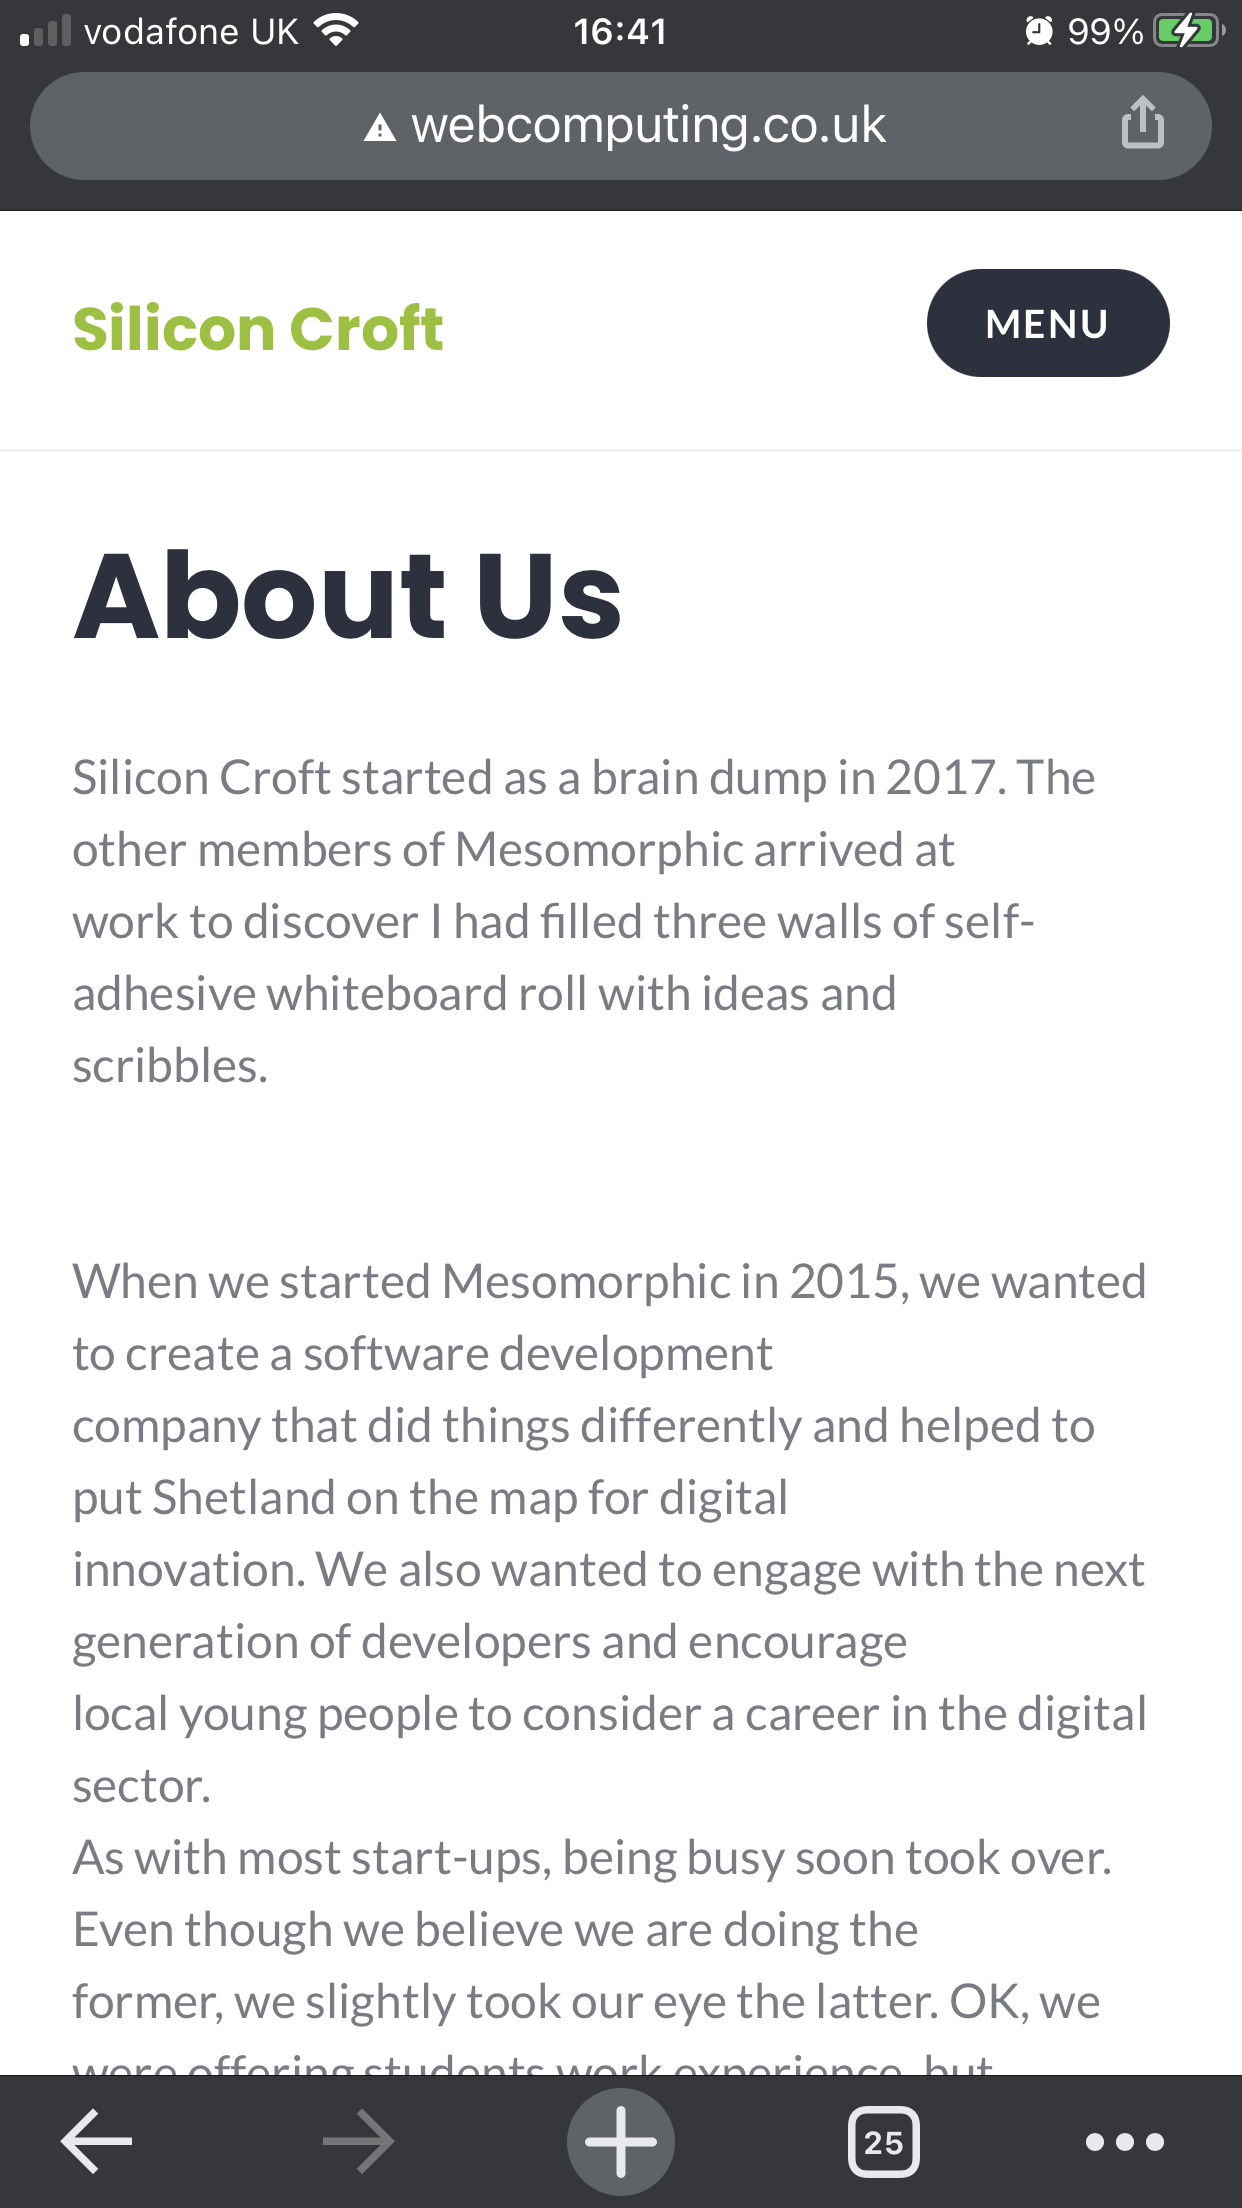 vodafone UK 16:41 99%
webcomputing.co.uk
Silicon Croft MENU
About Us
Silicon Croft started as a brain dump in 2017. The
other members of Mesomorphic arrived at
work to discover I had filled three walls of self-
adhesive whiteboard roll with ideas and
scribbles.
When we started Mesomorphic in 2015, we wanted
to create a software development
company that did things differently and helped to
put Shetland on the map for digital
innovation. We also wanted to engage with the next
generation of developers and encourage
local young people to consider a career in the digital
sector.
As with most start-ups, being busy soon took over.
Even though we believe we are doing the
former, we slightly took our eye the latter. OK, we
were offering students work experience, but
25